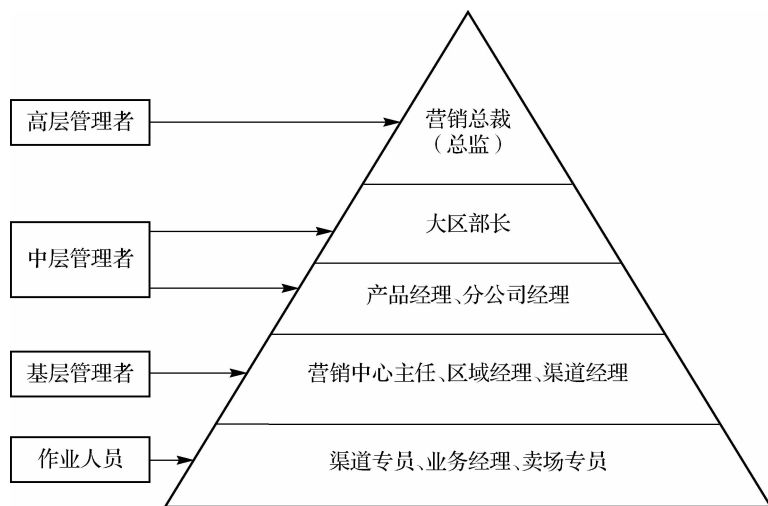 高层管理者
营销总裁
（总监）
中层管理者
大区部长
产品经理、分公司经理
基层管理者
营销中心主任、区域经理、渠道经理
作业人员
渠道专员、业务经理、卖场专员